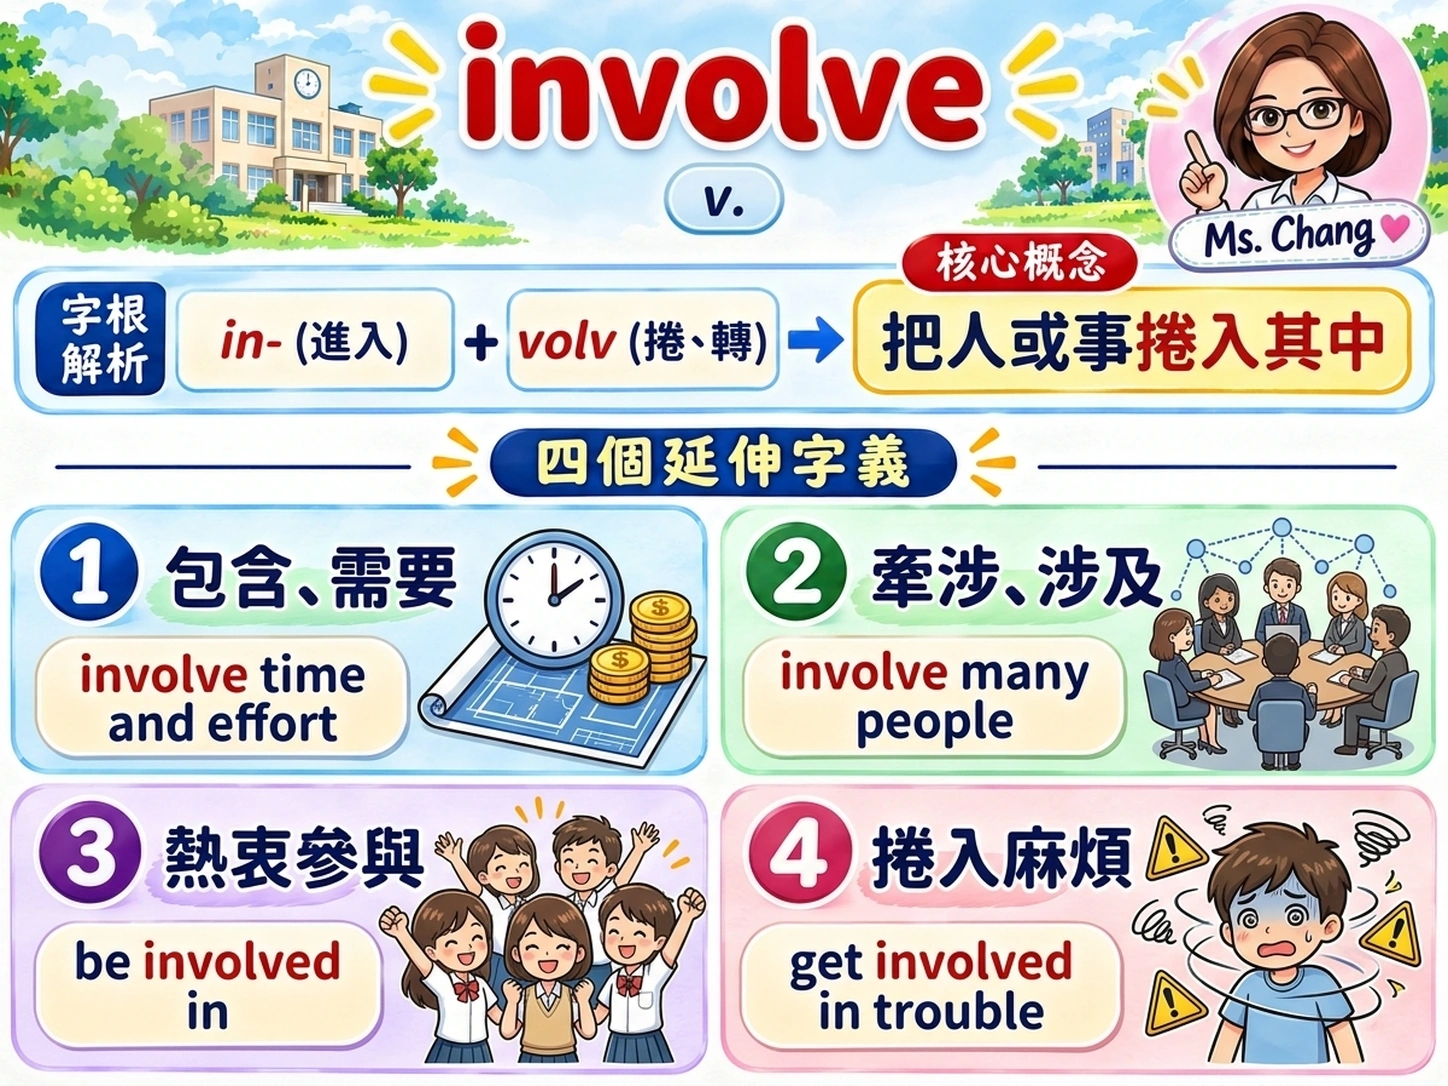 involve
v.
Ms. Chang
字根
解析
in- (進入)
+
volv (捲、轉)
核心概念
把人或事捲入其中
四個延伸字義
1
包含、需要
involve time
and effort
2
牽涉、涉及
involve many
people
3
熱衷參與
be involved
in
4
捲入麻煩
get involved
in trouble